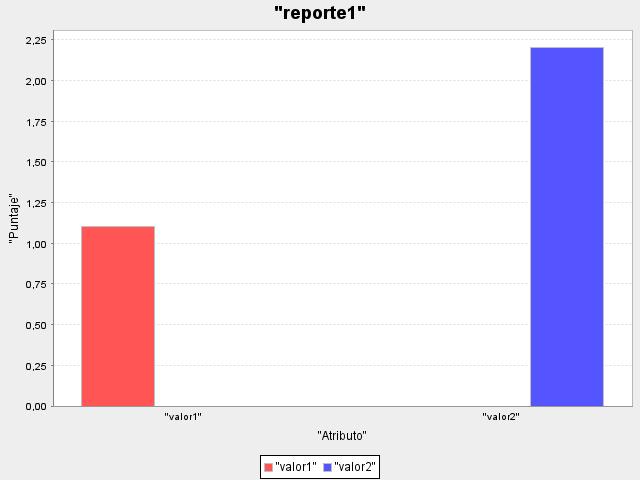 "reporte1"
2,25
2,00
1,75
1,50
1,25
1,00
0,75
0,50
0,25
0,00
"Puntaje"
"valor1" "valor2"
"Atributo"
"valor1" "valor2"